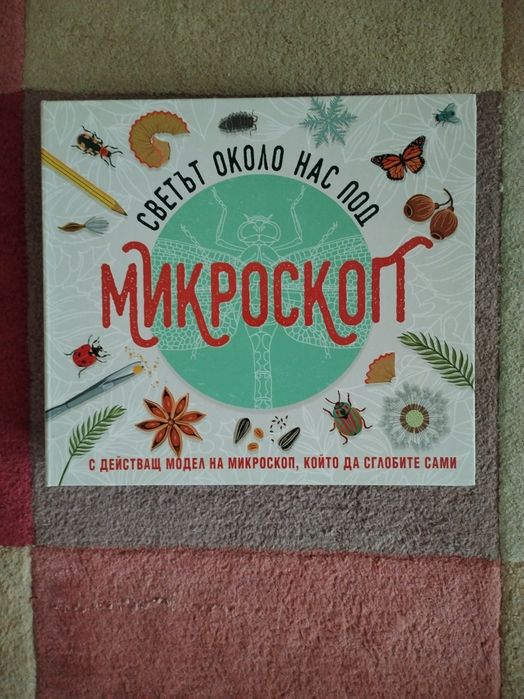 СВЕТЪТ ОКОЛО НАС ПОД
МИКРОСКОП
С ДЕЙСТВАЩ МОДЕЛ НА МИКРОСКОП, КОЙТО ДА СГЛОБИТЕ САМИ